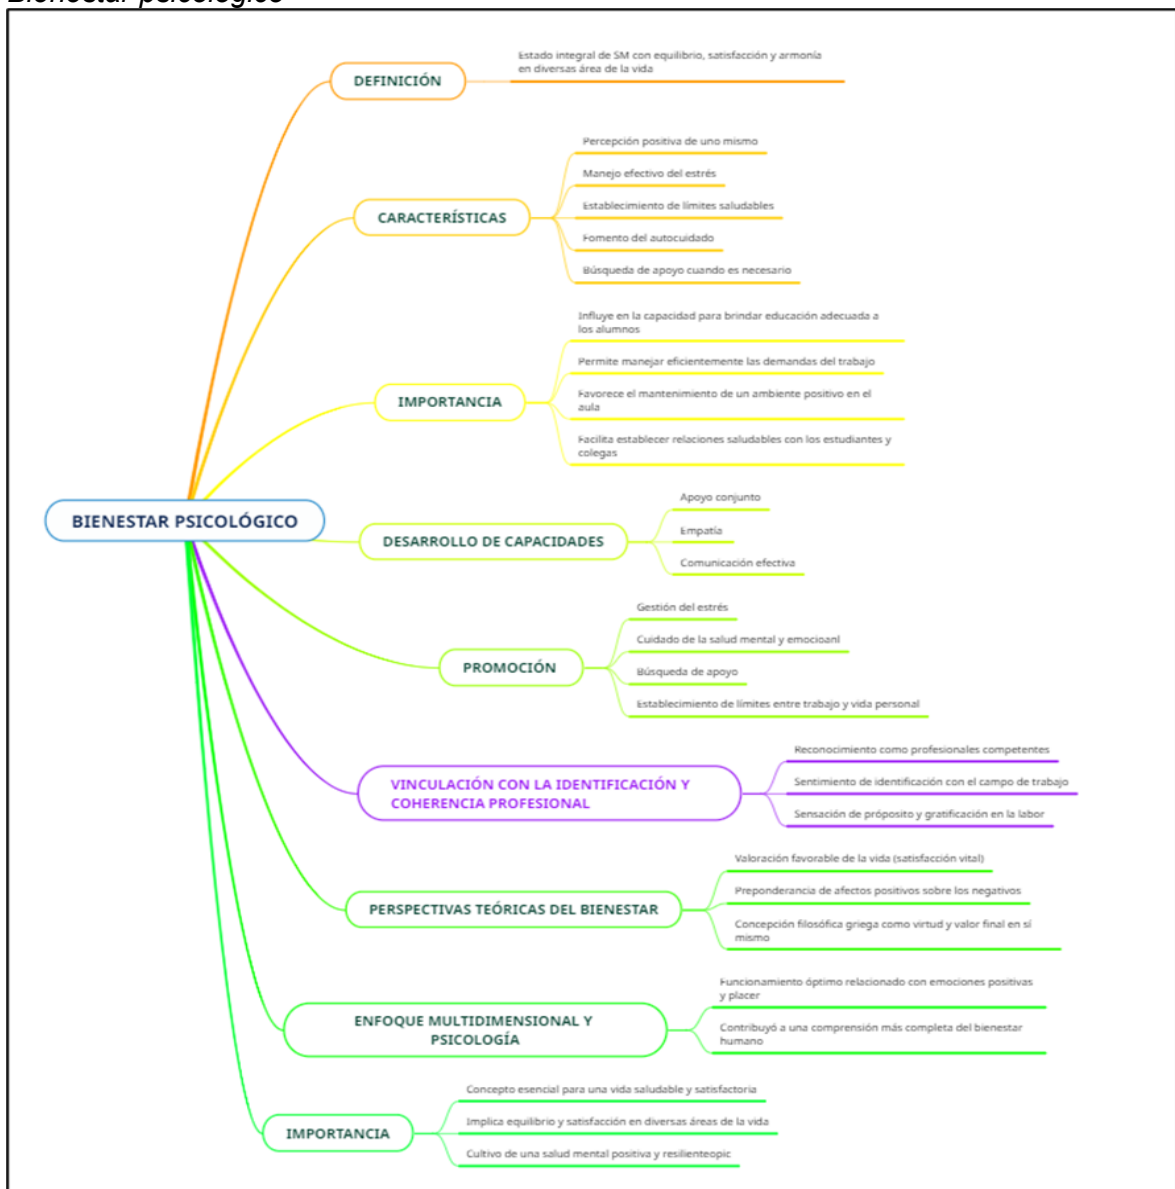 Bienestar psicológico
Estado integral de SM con equilibrio, satisfacción y armonía
en diversas área de la vida
DEFINICIÓN
Percepción positiva de uno mismo
Manejo efectivo del estrés
CARACTERÍSTICAS
Establecimiento de límites saludables
Fomento del autocuidado
Búsqueda de apoyo cuando es necesario
Influye en la capacidad para brindar educación adecuada a
los alumnos
Permite manejar eficientemente las demandas del trabajo
IMPORTANCIA
Favorece el mantenimiento de un ambiente positivo en el
aula
Facilita establecer relaciones saludables con los estudiantes y
colegas
BIENESTAR PSICOLÓGICO
Apoyo conjunto
DESARROLLO DE CAPACIDADES
Empatía
Comunicación efectiva
Gestión del estrés
Cuidado de la salud mental y emocioanl
PROMOCIÓN
Búsqueda de apoyo
Establecimiento de límites entre trabajo y vida personal
Reconocimiento como profesionales competentes
VINCULACIÓN CON LA IDENTIFICACIÓN Y
COHERENCIA PROFESIONAL
Sentimiento de identificación con el campo de trabajo
Sensación de próposito y gratificación en la labor
Valoración favorable de la vida (satisfacción vital)
Preponderancia de afectos positivos sobre los negativos
PERSPECTIVAS TEÓRICAS DEL BIENESTAR
Concepción filosófica griega como virtud y valor final en sí
mismo
Funcionamiento óptimo relacionado con emociones positivas
y placer
ENFOQUE MULTIDIMENSIONAL Y
PSICOLOGÍA
Contribuyó a una comprensión más completa del bienestar
humano
Concepto esencial para una vida saludable y satisfactoria
IMPORTANCIA
Implica equilibrio y satisfacción en diversas áreas de la vida
Cultivo de una salud mental positiva y resilienteopic